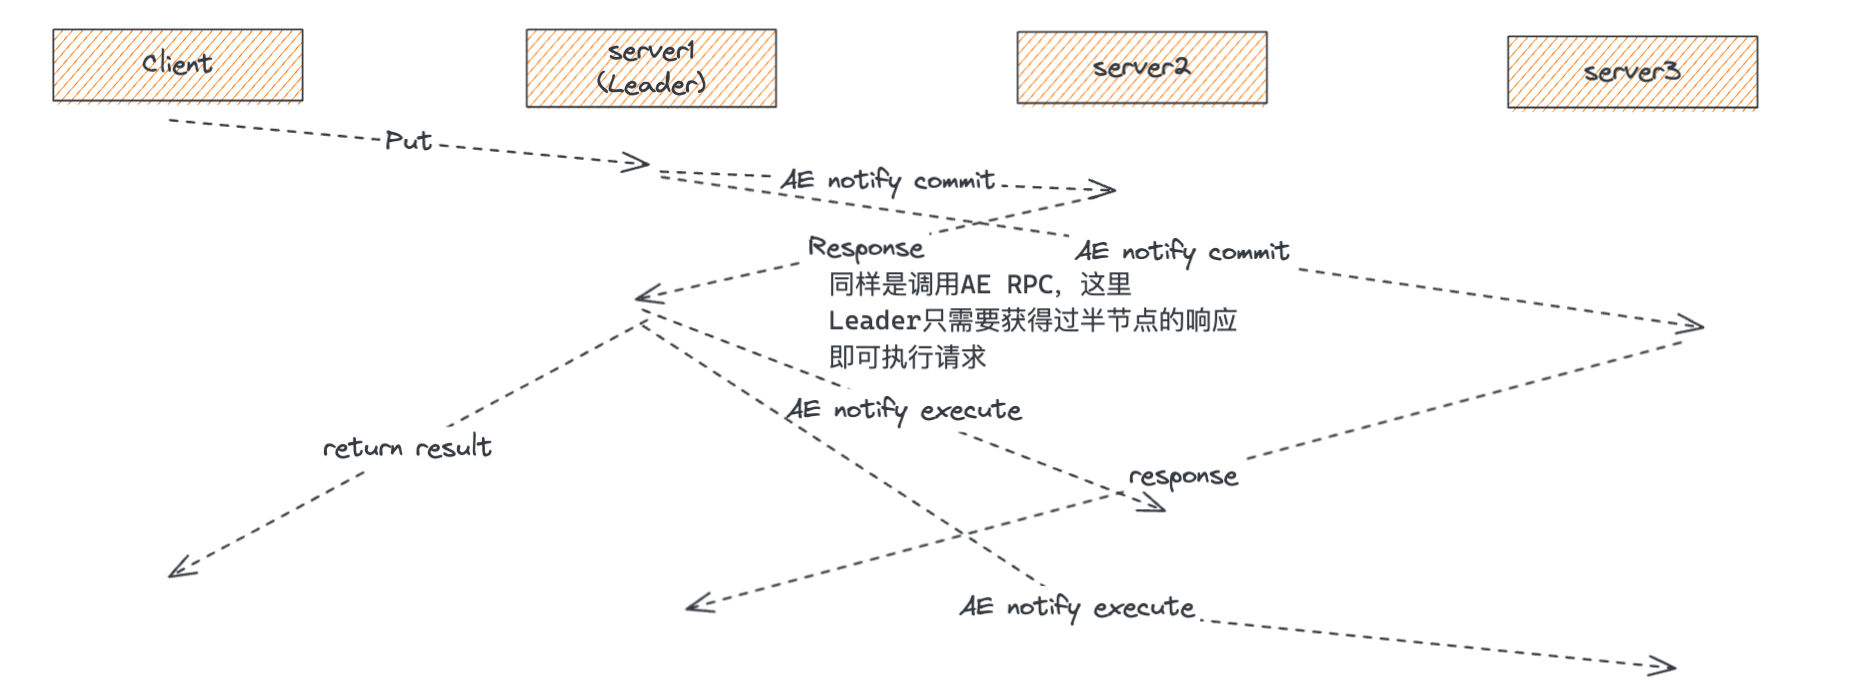 Client
server1
(Leader)
server2
server3
Put
AE notify commit
Response
AE notify commit
同样是调用AE RPC，这里
Leader只需要获得过半节点的响应
即可执行请求
AE notify execute
return result
response
AE notify execute